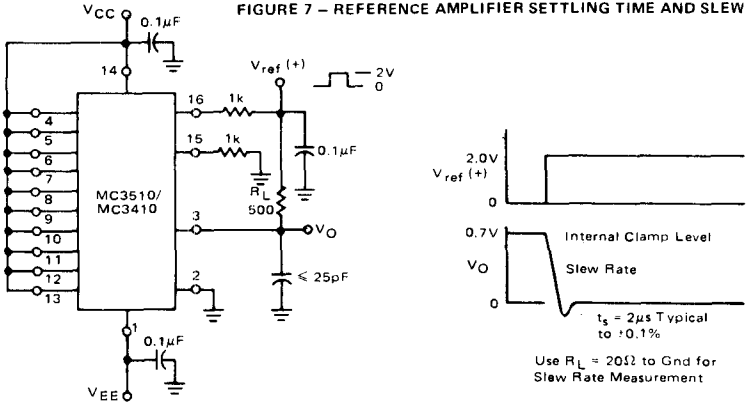 FIGURE 7 – REFERENCE AMPLIFIER SETTLING TIME AND SLEW
VCC
0.1µF
14
Vref (+)
2V
0
16
1k
15
1k
0.1µF
4
5
6
7
8
9
10
11
12
13
MC3510/
MC3410
RL
500
3
VO
2
≤ 25pF
1
0.1µF
VEE
2.0V
Vref (+)
0
0.7V
Internal Clamp Level
VO
Slew Rate
0
ts = 2µs Typical
to ±0.1%
Use RL = 20Ω to Gnd for
Slew Rate Measurement